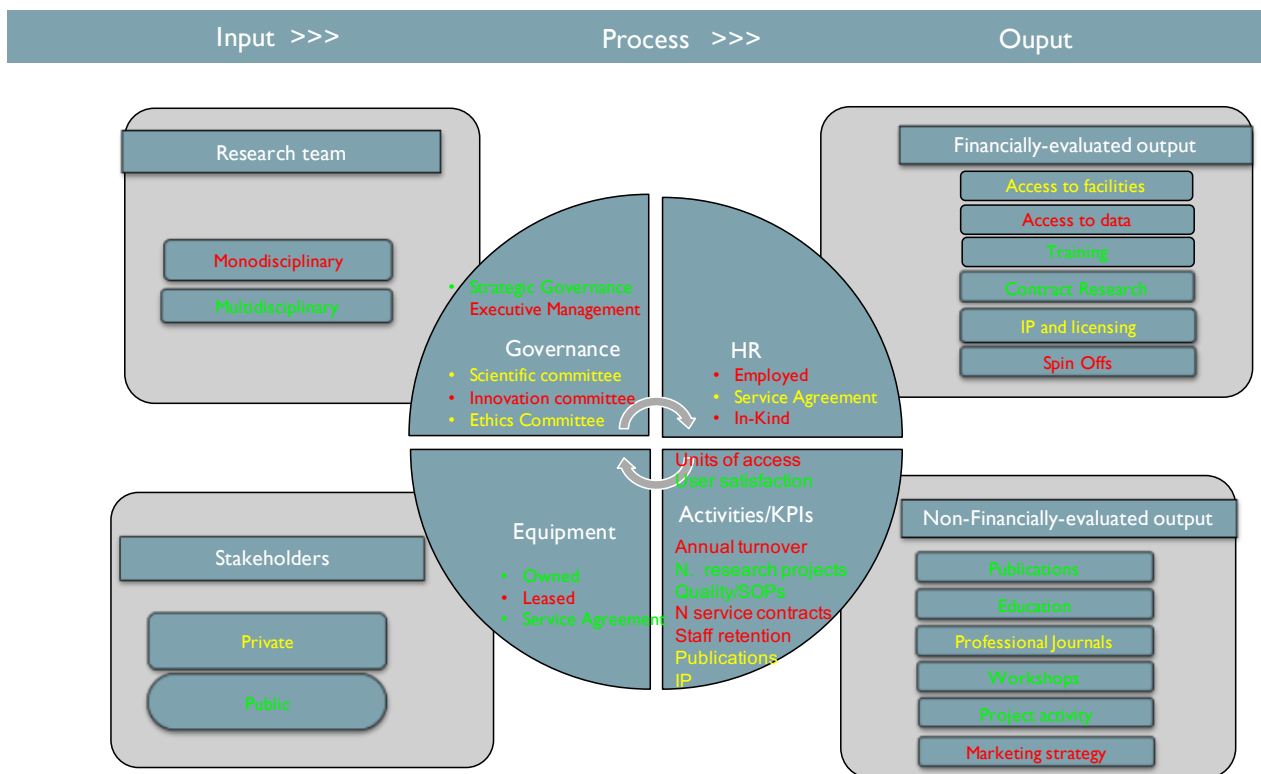 Input >>>
Process >>>
Ouput
Research team
Monodisciplinary
Multidisciplinary
Stakeholders
Private
Public
• Strategic Governance
Executive Management
Governance
• Scientific committee
• Innovation committee
• Ethics Committee
HR
• Employed
• Service Agreement
• In-Kind
Equipment
• Owned
• Leased
• Service Agreement
Units of access
User satisfaction
Activities/KPIs
Annual turnover
N. research projects
Quality/SOPs
N service contracts
Staff retention
Publications
IP
Financially-evaluated output
Access to facilities
Access to data
Training
Contract Research
IP and licensing
Spin Offs
Non-Financially-evaluated output
Publications
Education
Professional Journals
Workshops
Project activity
Marketing strategy